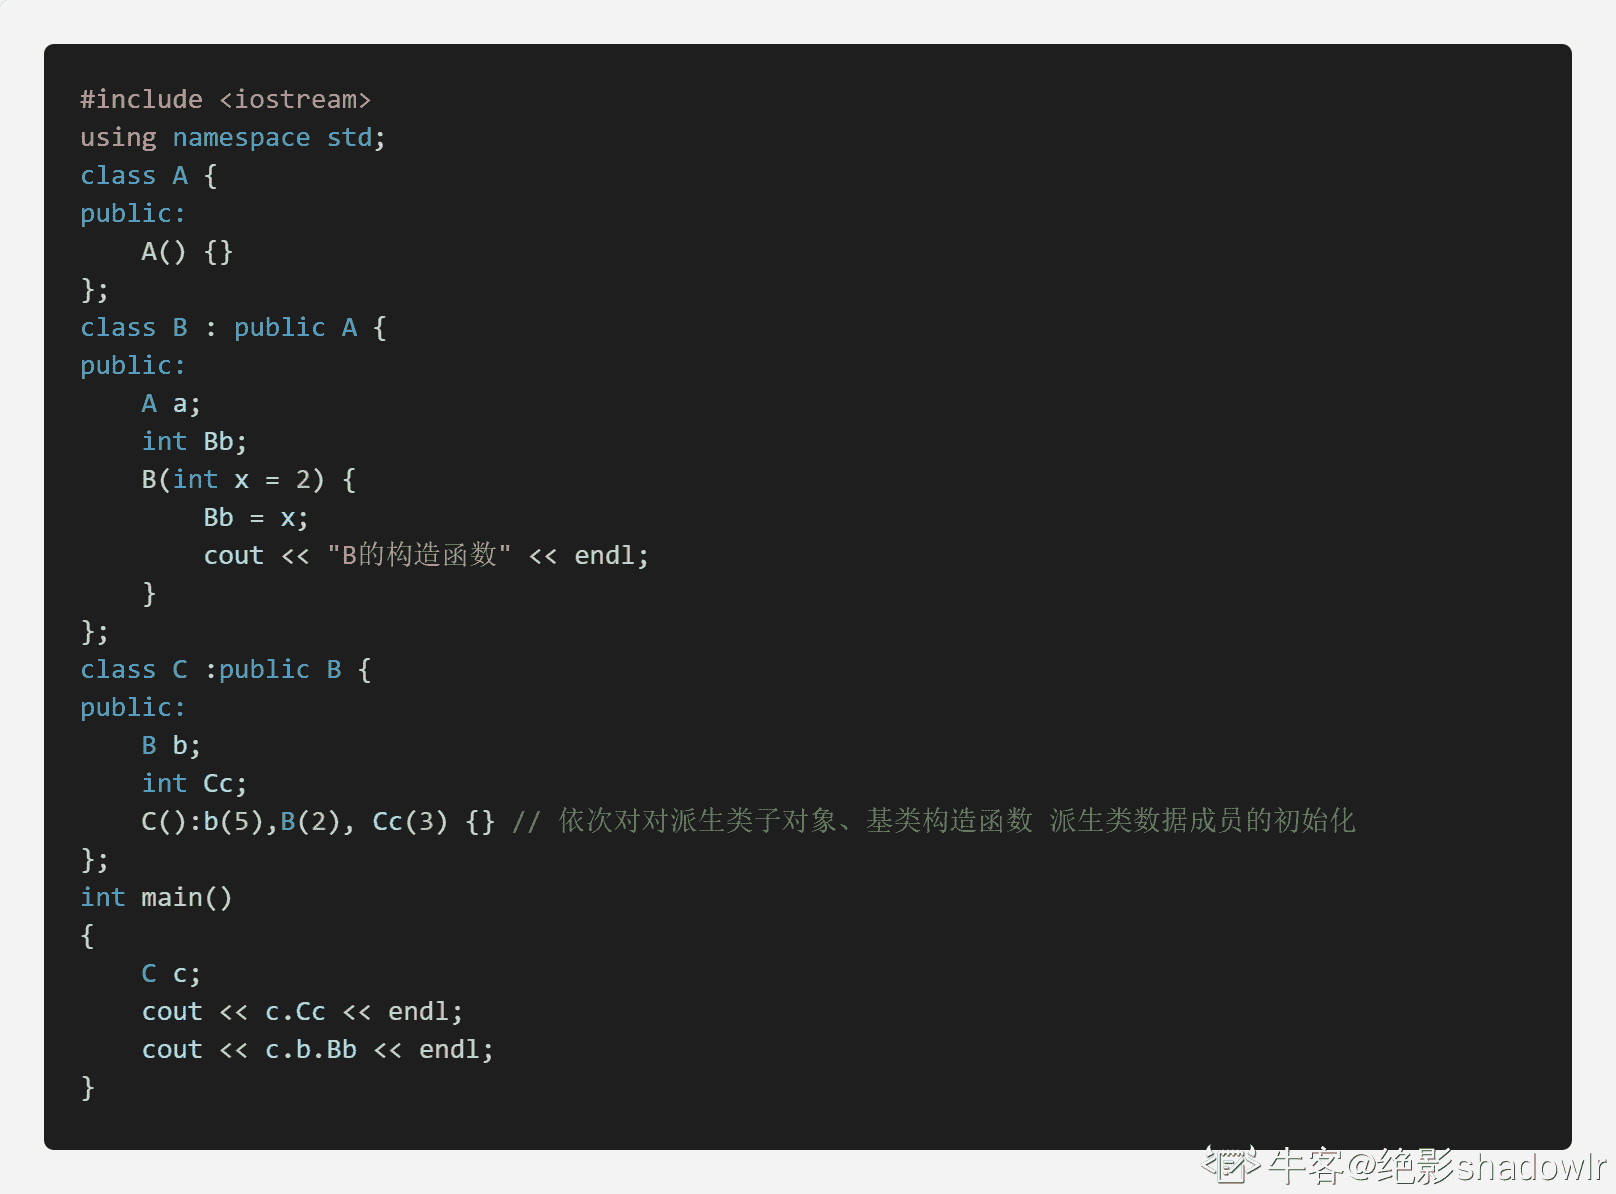 #include <iostream>
using namespace std;
class A {
public:
    A() {}
};
class B : public A {
public:
    A a;
    int Bb;
    B(int x = 2) {
        Bb = x;
        cout << "B的构造函数" << endl;
    }
};
class C :public B {
public:
    B b;
    int Cc;
    C():b(5),B(2), Cc(3) {} // 依次对对派生类子对象、基类构造函数 派生类数据成员的初始化
};
int main()
{
    C c;
    cout << c.Cc << endl;
    cout << c.b.Bb << endl;
}
牛客@绝影shadowlr